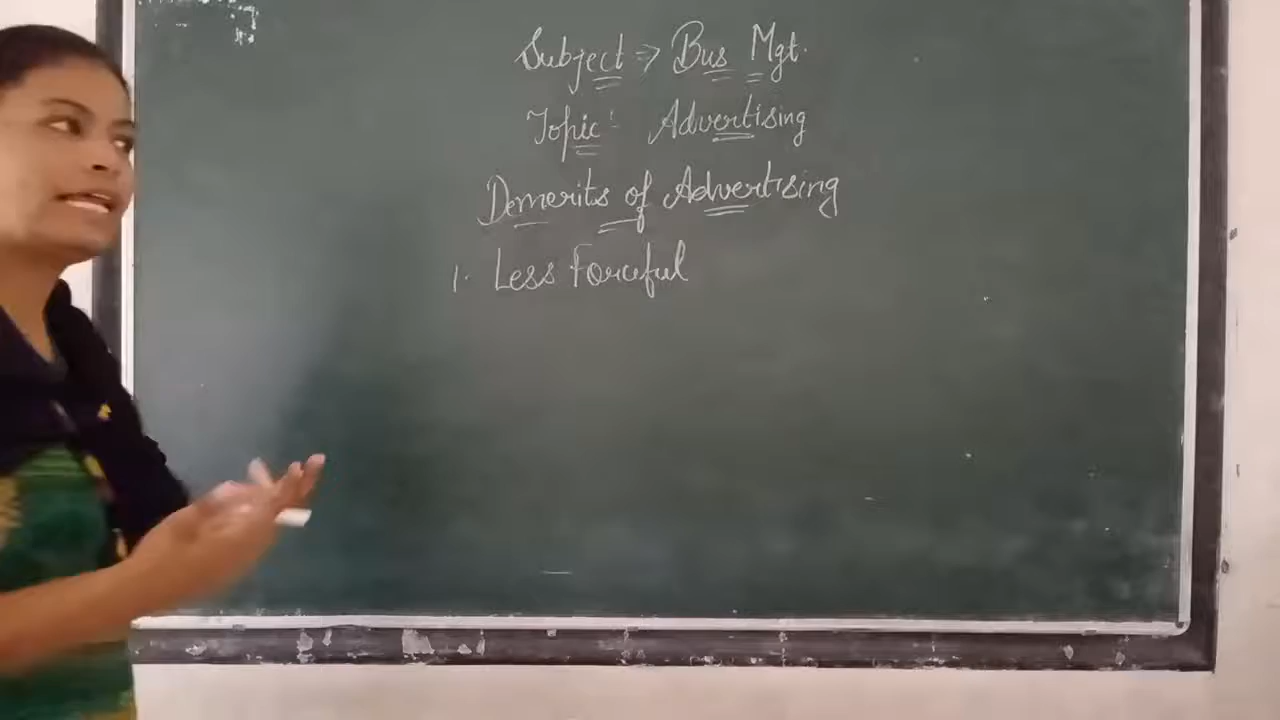 Subject => Bus Mgt.
Topic: Advertising
Demerits of Advertising
1. Less Forceful